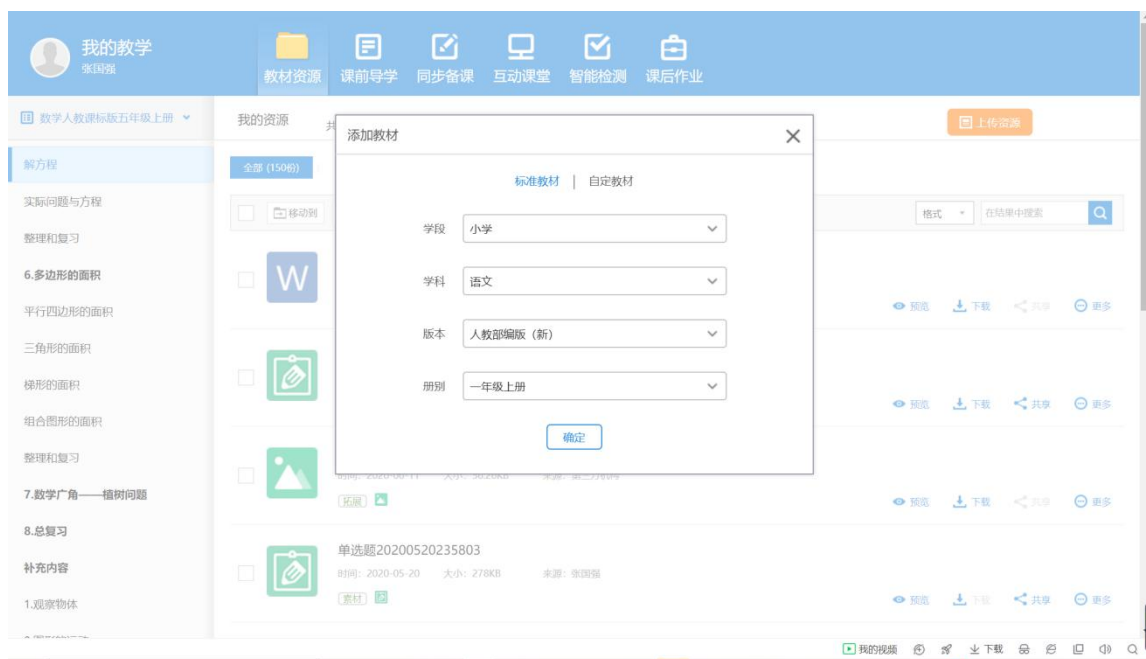 我的教学
张国强
教材资源 课前导学 同步备课 互动课堂 智能检测 课后作业
数学人教课标版五年级上册
我的资源 共
上传资源
添加教材
标准教材 | 自定教材
学段 小学
学科 语文
版本 人教部编版（新）
册别 一年级上册
确定
解方程
实际问题与方程
整理和复习
6.多边形的面积
平行四边形的面积
三角形的面积
梯形的面积
组合图形的面积
整理和复习
7.数学广角——植树问题
8.总复习
补充内容
1.观察物体
全部 (150份)
移动到
格式 在结果中搜索
W
预览 下载 共享 更多
预览 下载 共享 更多
拓展
预览 下载 共享 更多
单选题20200520235803
时间：2020-05-20 大小：278KB 来源：张国强
素材
预览 下载 共享 更多
我的视频 下载